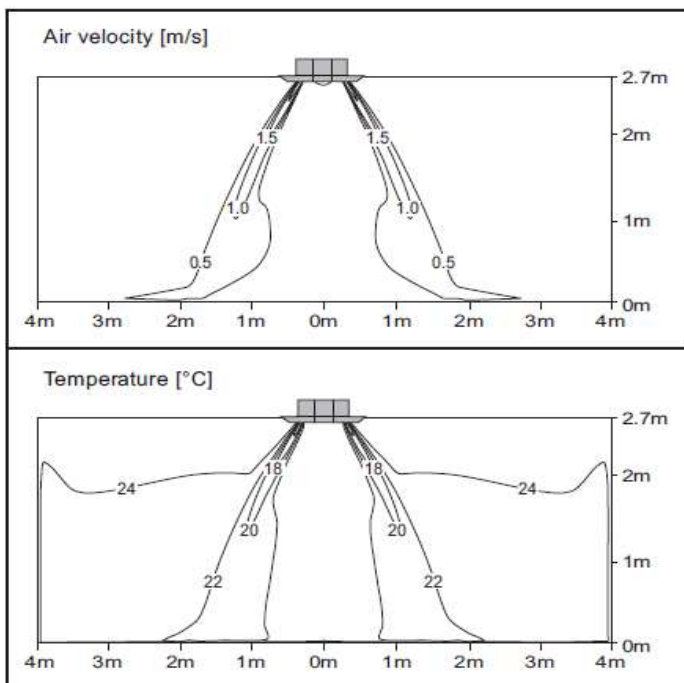 Air velocity [m/s]
2.7m
1.5 1.5 2m
1.0 1.0 1m
0.5 0.5
0m
4m 3m 2m 1m 0m 1m 2m 3m 4m
Temperature [°C]
2.7m
18 18 2m
24 24
20 20
1m
22 22
0m
4m 3m 2m 1m 0m 1m 2m 3m 4m